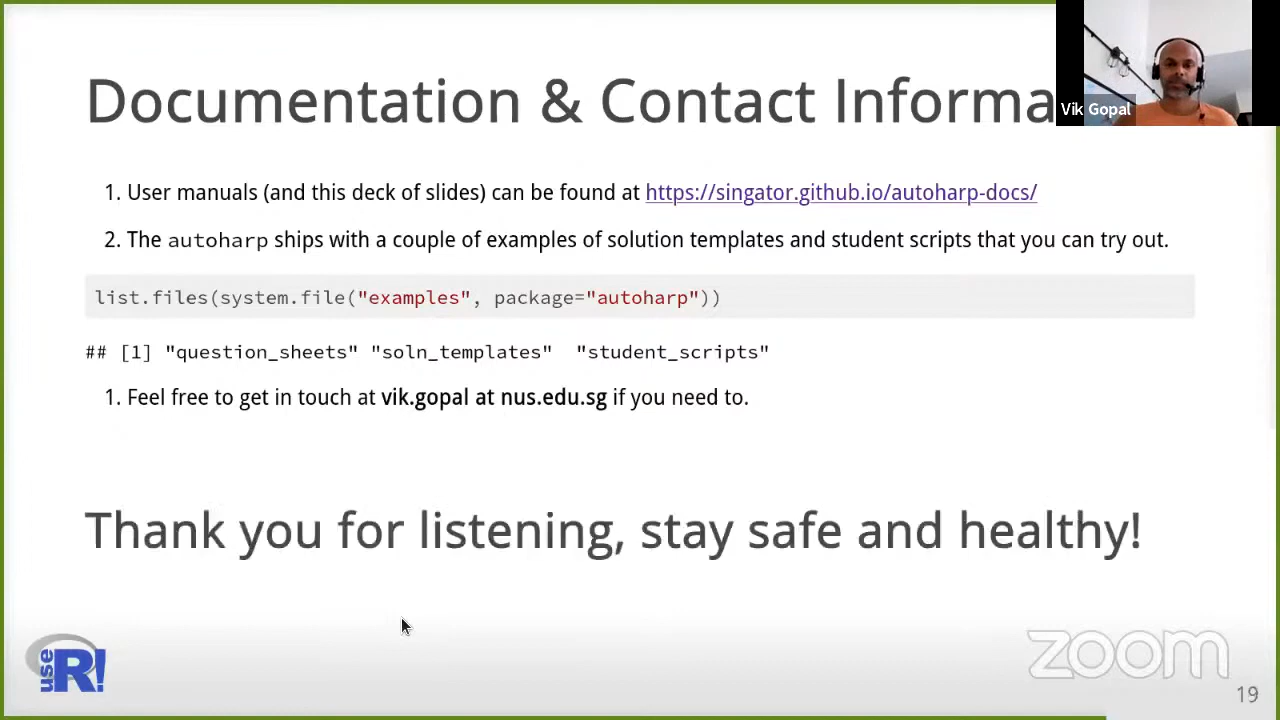 Documentation & Contact Informa
Vik Gopal
1. User manuals (and this deck of slides) can be found at https://singator.github.io/autoharp-docs/
2. The autoharp ships with a couple of examples of solution templates and student scripts that you can try out.
list.files(system.file("examples", package="autoharp"))
## [1] "question_sheets" "soln_templates"  "student_scripts"
1. Feel free to get in touch at vik.gopal at nus.edu.sg if you need to.
Thank you for listening, stay safe and healthy!
use R!
zoom
19